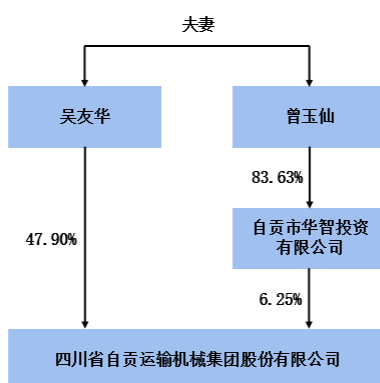 夫妻
吴友华
曾玉仙
83.63%
自贡市华智投资
有限公司
47.90%
6.25%
四川省自贡运输机械集团股份有限公司